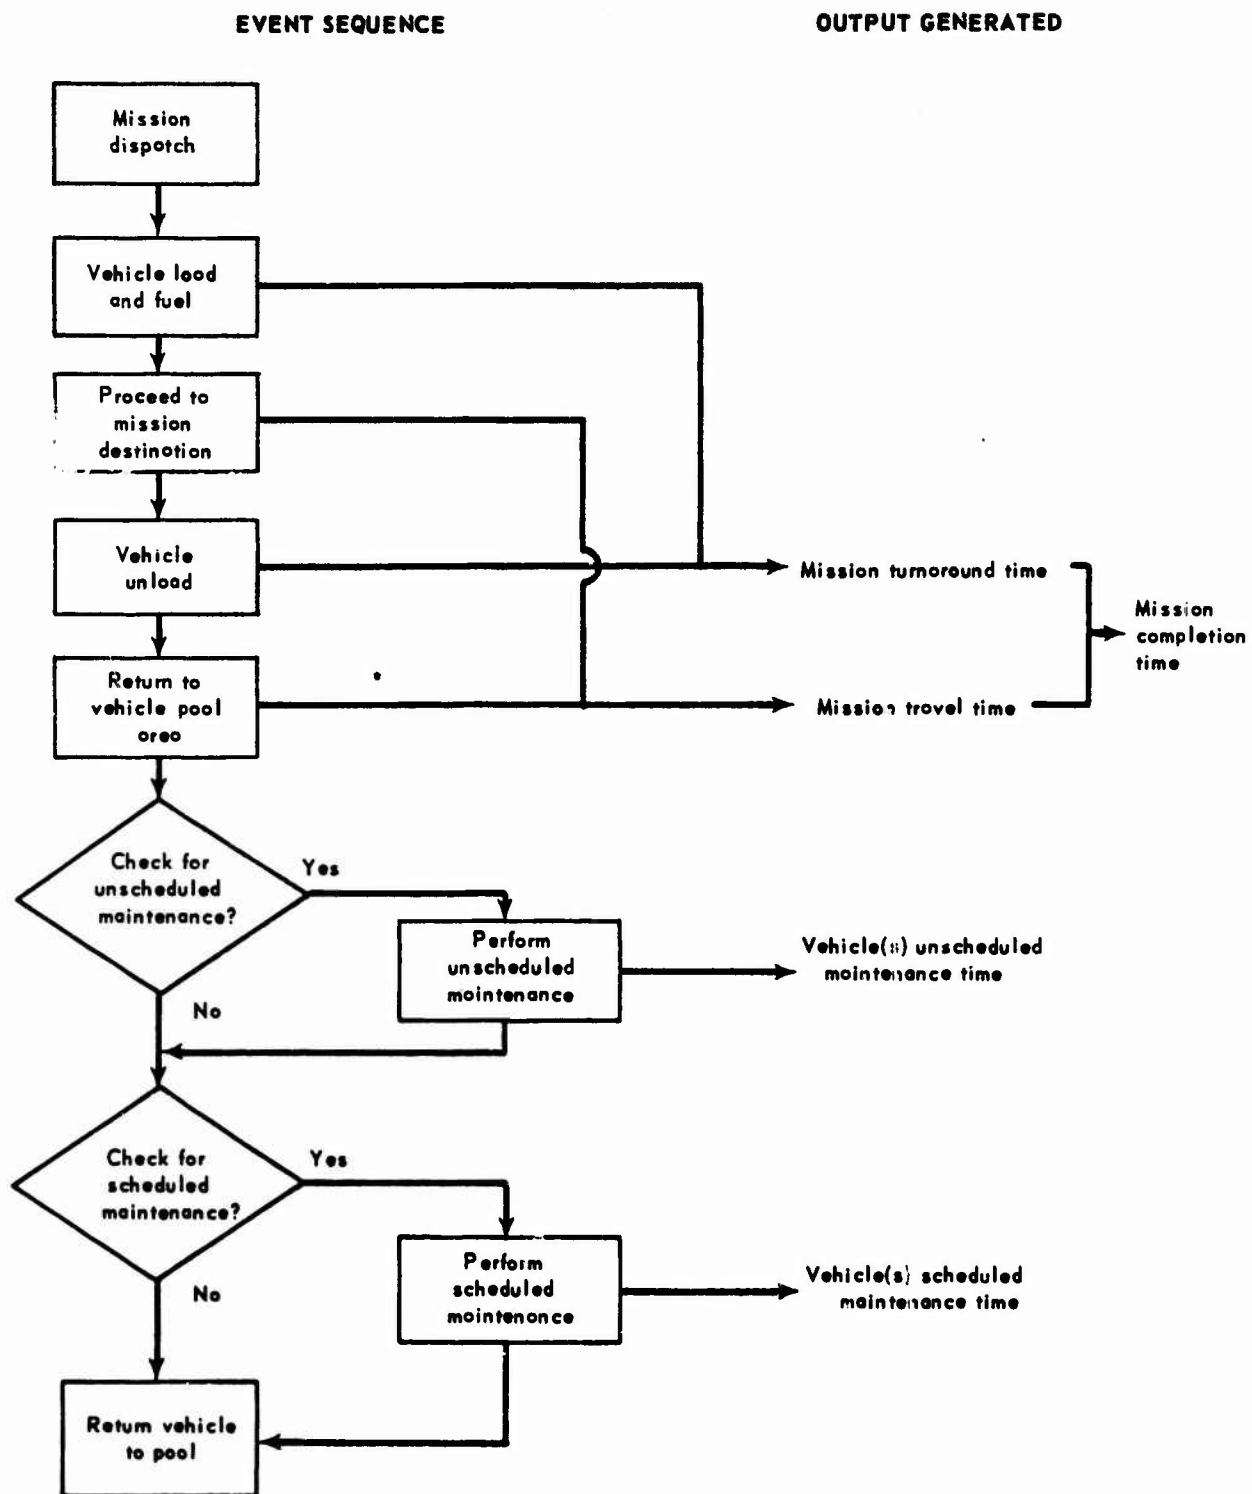 EVENT SEQUENCE
OUTPUT GENERATED
Mission
dispatch
Vehicle load
and fuel
Proceed to
mission
destination
Vehicle
unload
Mission turnaround time
Mission
completion
time
Return to
vehicle pool
area
Mission travel time
Check for
unscheduled
maintenance?
Yes
Perform
unscheduled
maintenance
Vehicle(s) unscheduled
maintenance time
No
Check for
scheduled
maintenance?
Yes
Perform
scheduled
maintenance
Vehicle(s) scheduled
maintenance time
No
Return vehicle
to pool